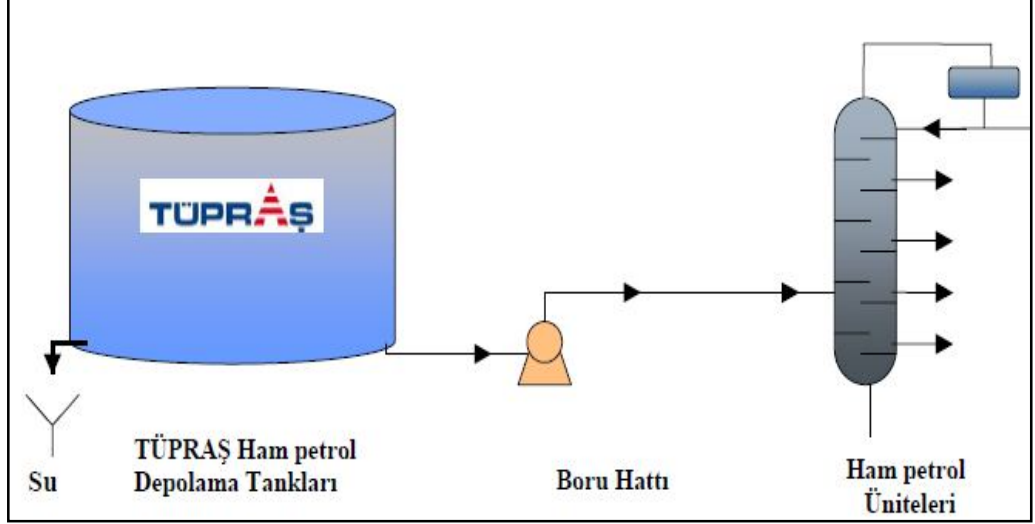 TÜPRAŞ
Su
TÜPRAŞ Ham petrol
Depolama Tankları
Boru Hattı
Ham petrol
Üniteleri